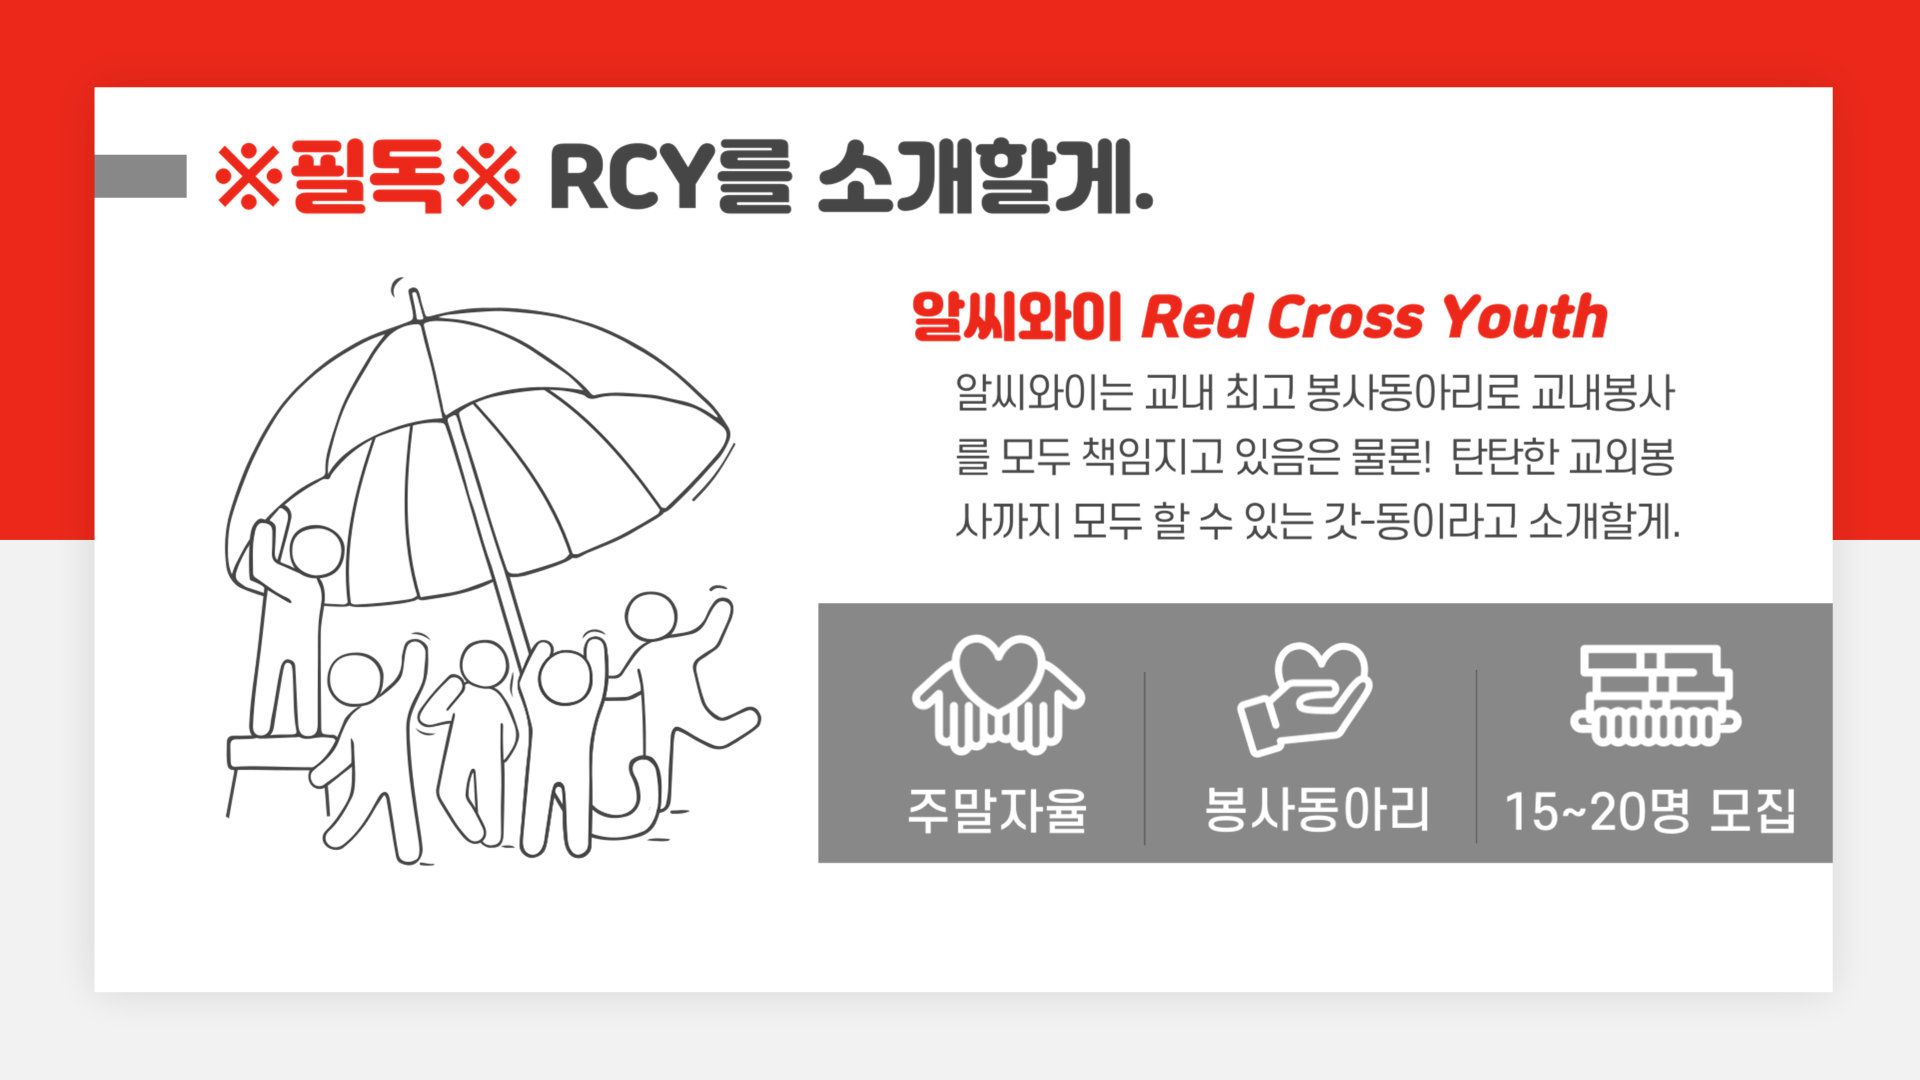 ※필독※ RCY를 소개할게.
알씨와이 Red Cross Youth
알씨와이는 교내 최고 봉사동아리로 교내봉사
를 모두 책임지고 있음은 물론! 탄탄한 교외봉
사까지 모두 할 수 있는 갓-동이라고 소개할게.
주말자율
봉사동아리
15~20명 모집